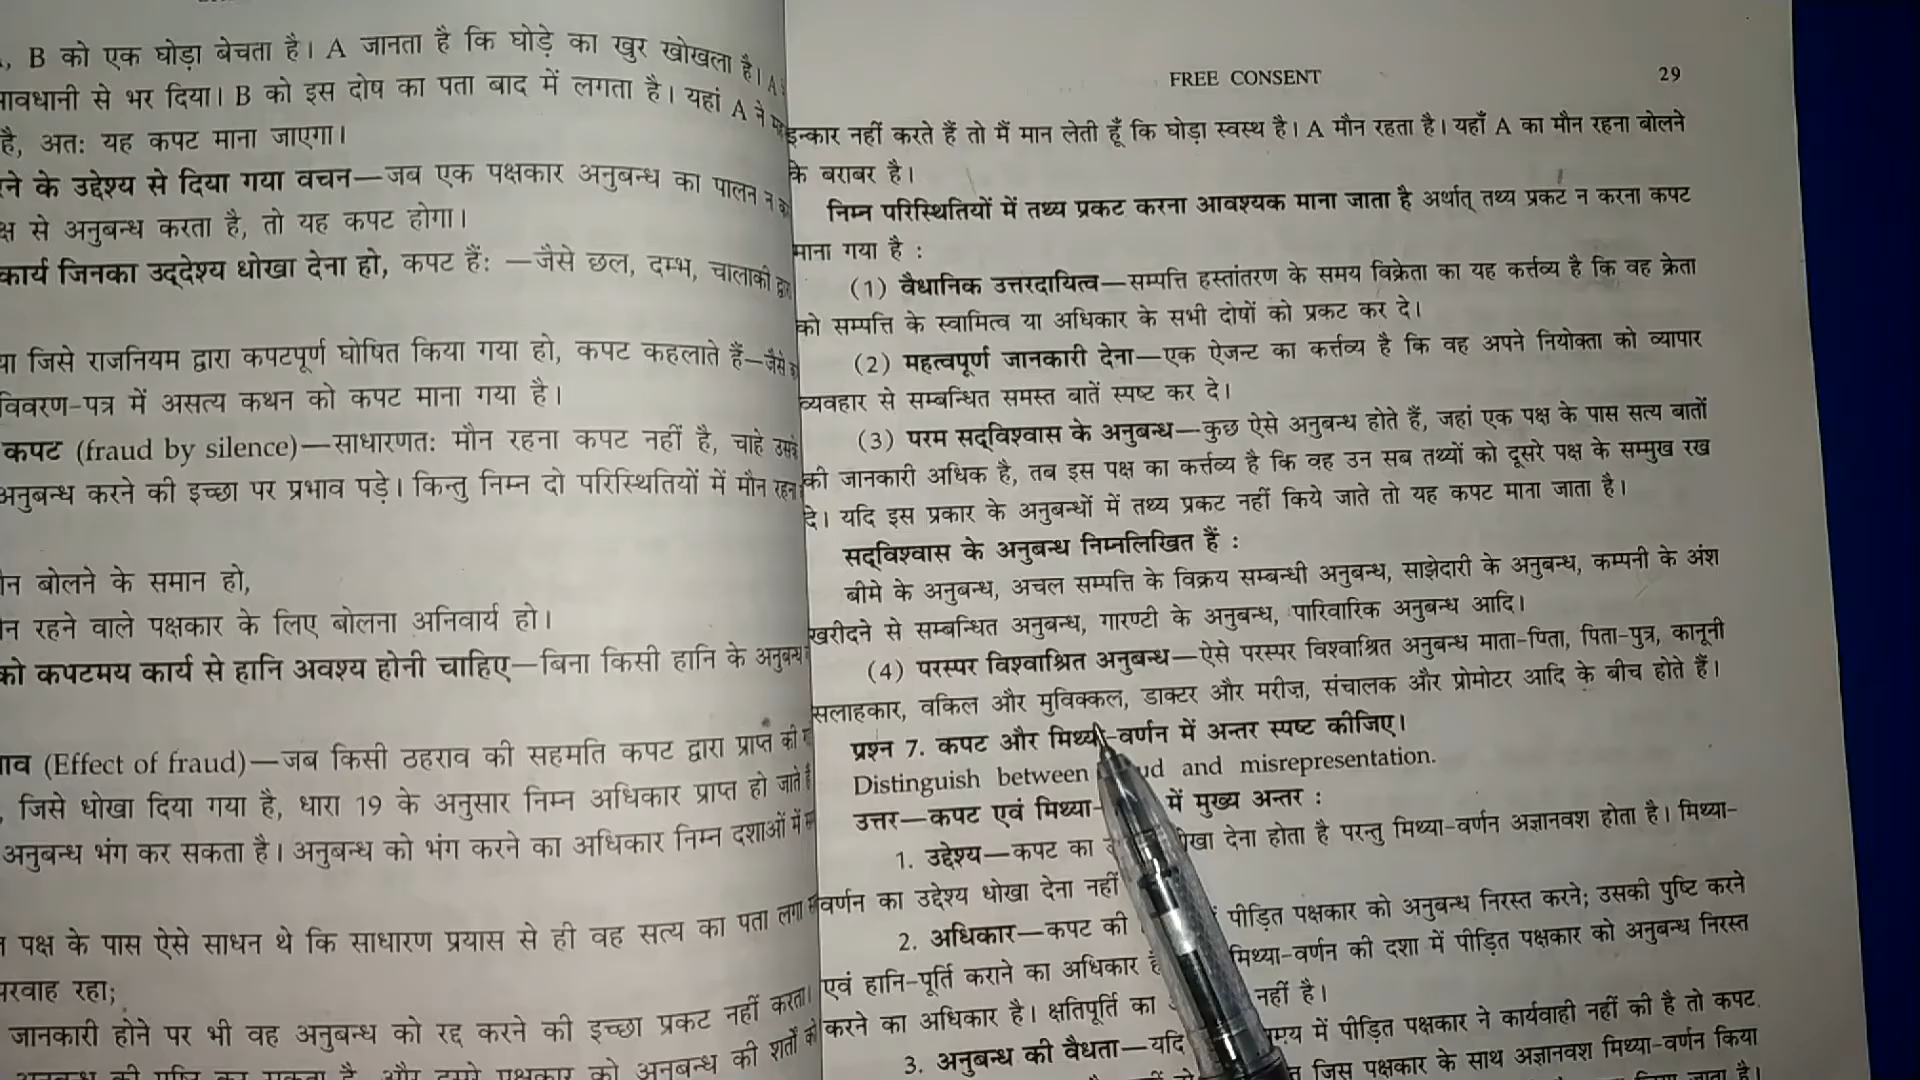 B को एक घोड़ा बेचता है। A जानता है कि घोड़े का खुर खोखला है। A
सावधानी से भर दिया। B को इस दोष का पता बाद में लगता है। यहां A ने
है, अतः यह कपट माना जाएगा।
के उद्देश्य से दिया गया वचन—जब एक पक्षकार अनुबन्ध का पालन न
से अनुबन्ध करता है, तो यह कपट होगा।
कार्य जिनका उद्देश्य धोखा देना हो, कपट हैं: —जैसे छल, दम्भ, चालाकी द्वारा
या जिसे राजनियम द्वारा कपटपूर्ण घोषित किया गया हो, कपट कहलाते हैं—जैसे
विवरण-पत्र में असत्य कथन को कपट माना गया है।
कपट (fraud by silence)—साधारणतः मौन रहना कपट नहीं है, चाहे उससे
अनुबन्ध करने की इच्छा पर प्रभाव पड़े। किन्तु निम्न दो परिस्थितियों में मौन रहना
बोलने के समान हो,
रहने वाले पक्षकार के लिए बोलना अनिवार्य हो।
को कपटमय कार्य से हानि अवश्य होनी चाहिए—बिना किसी हानि के अनुबन्ध
(Effect of fraud)—जब किसी ठहराव की सहमति कपट द्वारा प्राप्त की
जिसे धोखा दिया गया है, धारा 19 के अनुसार निम्न अधिकार प्राप्त हो जाते है
अनुबन्ध भंग कर सकता है। अनुबन्ध को भंग करने का अधिकार निम्न दशाओं में
पक्ष के पास ऐसे साधन थे कि साधारण प्रयास से ही वह सत्य का पता लगा
रहा;
जानकारी होने पर भी वह अनुबन्ध को रद्द करने की इच्छा प्रकट नहीं करता।
अनुबन्ध की पुष्टि कर सकता है और दूसरे पक्षकार को अनुबन्ध की शर्तों को
FREE CONSENT 29
इन्कार नहीं करते हैं तो मैं मान लेती हूँ कि घोड़ा स्वस्थ है। A मौन रहता है। यहाँ A का मौन रहना बोलने
के बराबर है।
निम्न परिस्थितियों में तथ्य प्रकट करना आवश्यक माना जाता है अर्थात् तथ्य प्रकट न करना कपट
माना गया है :
(1) वैधानिक उत्तरदायित्व—सम्पत्ति हस्तांतरण के समय विक्रेता का यह कर्त्तव्य है कि वह क्रेता
को सम्पत्ति के स्वामित्व या अधिकार के सभी दोषों को प्रकट कर दे।
(2) महत्वपूर्ण जानकारी देना—एक ऐजन्ट का कर्त्तव्य है कि वह अपने नियोक्ता को व्यापार
व्यवहार से सम्बन्धित समस्त बातें स्पष्ट कर दे।
(3) परम सद्विश्वास के अनुबन्ध—कुछ ऐसे अनुबन्ध होते हैं, जहां एक पक्ष के पास सत्य बातों
की जानकारी अधिक है, तब इस पक्ष का कर्त्तव्य है कि वह उन सब तथ्यों को दूसरे पक्ष के सम्मुख रख
दे। यदि इस प्रकार के अनुबन्धों में तथ्य प्रकट नहीं किये जाते तो यह कपट माना जाता है।
सद्विश्वास के अनुबन्ध निम्नलिखित हैं :
बीमे के अनुबन्ध, अचल सम्पत्ति के विक्रय सम्बन्धी अनुबन्ध, साझेदारी के अनुबन्ध, कम्पनी के अंश
खरीदने से सम्बन्धित अनुबन्ध, गारण्टी के अनुबन्ध, पारिवारिक अनुबन्ध आदि।
(4) परस्पर विश्वाश्रित अनुबन्ध—ऐसे परस्पर विश्वाश्रित अनुबन्ध माता-पिता, पिता-पुत्र, कानूनी
सलाहकार, वकिल और मुविक्कल, डाक्टर और मरीज, संचालक और प्रोमोटर आदि के बीच होते हैं।
प्रश्न 7. कपट और मिथ्या-वर्णन में अन्तर स्पष्ट कीजिए।
Distinguish between and misrepresentation.
उत्तर—कपट एवं मिथ्या- में मुख्य अन्तर :
1. उद्देश्य—कपट का देना होता है परन्तु मिथ्या-वर्णन अज्ञानवश होता है। मिथ्या-
वर्णन का उद्देश्य धोखा देना नहीं
2. अधिकार—कपट की पीड़ित पक्षकार को अनुबन्ध निरस्त करने; उसकी पुष्टि करने
एवं हानि-पूर्ति कराने का अधिकार मिथ्या-वर्णन की दशा में पीड़ित पक्षकार को अनुबन्ध निरस्त
करने का अधिकार है। क्षतिपूर्ति का नहीं है।
3. अनुबन्ध की वैधता—यदि में पीड़ित पक्षकार ने कार्यवाही नहीं की है तो कपट
जिस पक्षकार के साथ अज्ञानवश मिथ्या-वर्णन किया